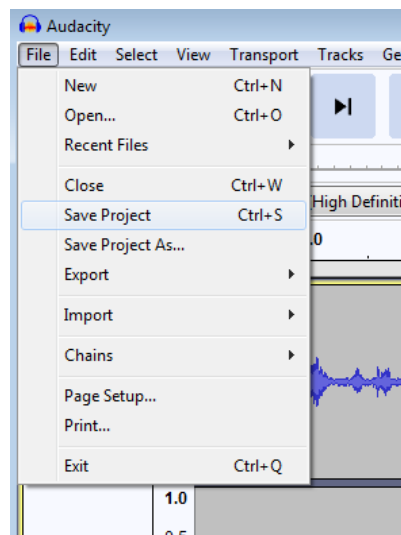 Audacity
File Edit Select View Transport Tracks Ge
New Ctrl+N
Open... Ctrl+O
Recent Files
Close Ctrl+W
Save Project Ctrl+S
High Definiti
Save Project As...
.0
Export
Import
Chains
Page Setup...
Print...
Exit Ctrl+Q
1.0